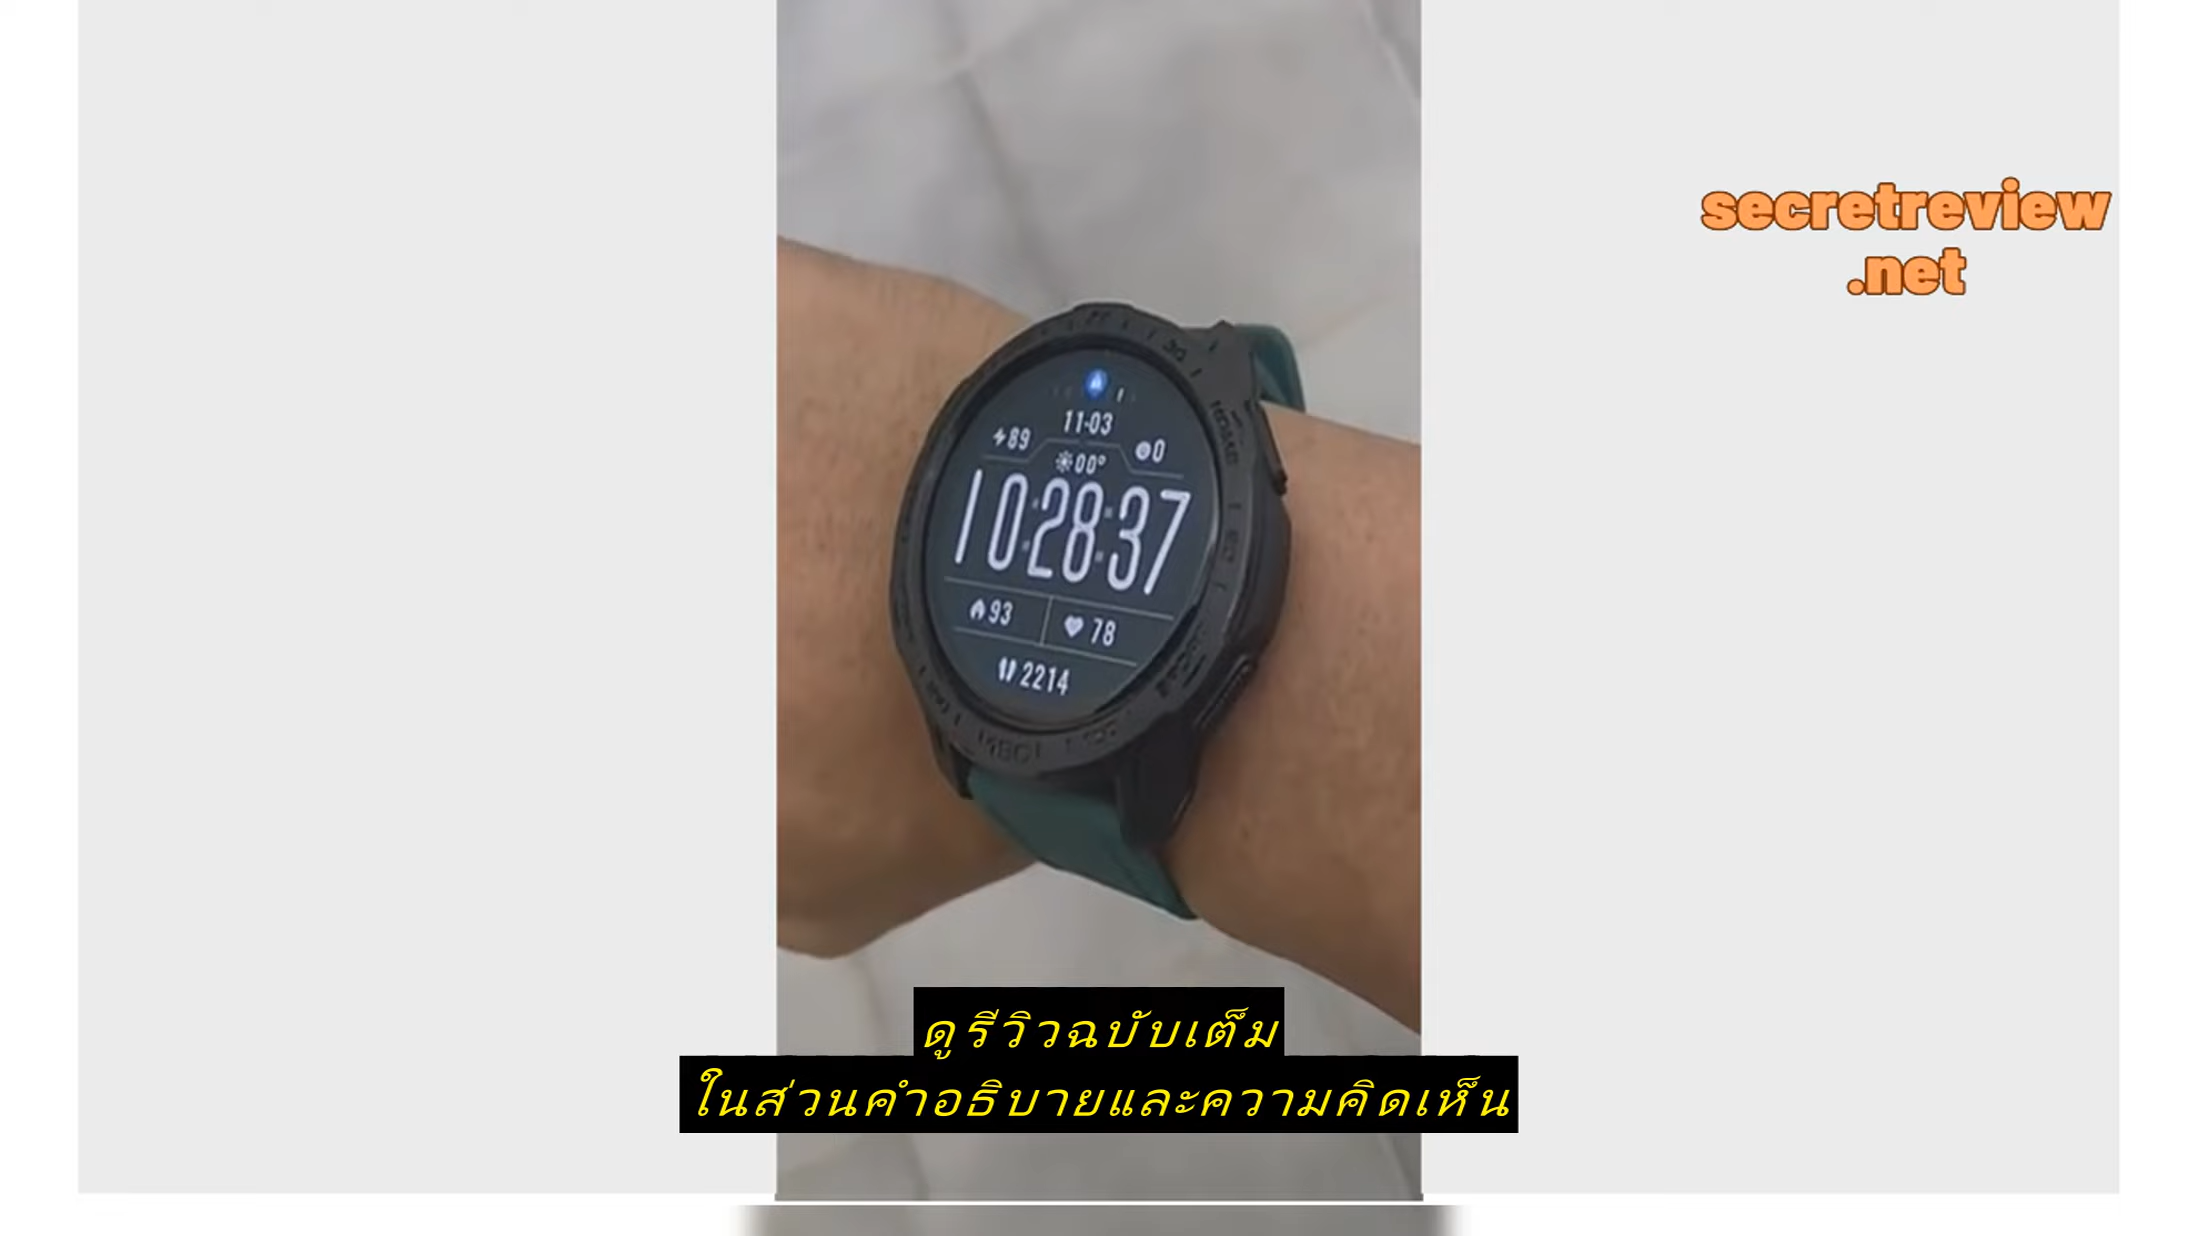 secretreview
.net
11-03
89
0
00°
10:28:37
93
78
2214
ดูรีวิวฉบับเต็ม
ในส่วนคำอธิบายและความคิดเห็น